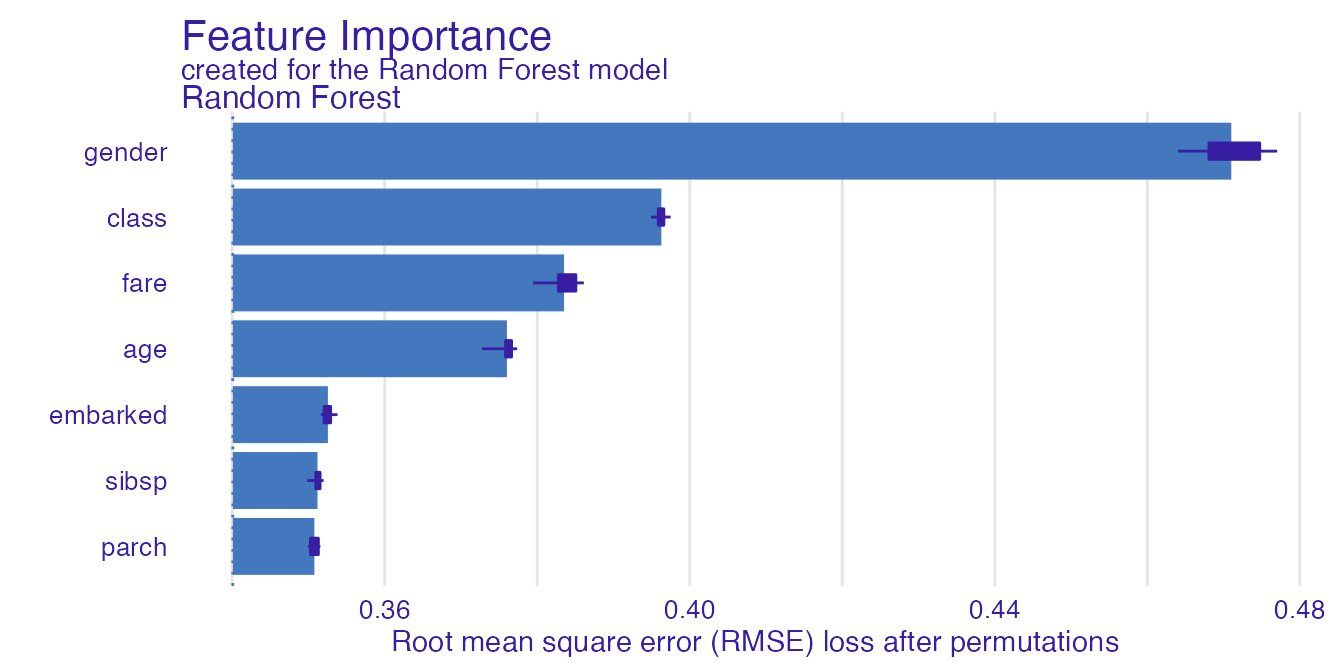 Feature Importance
created for the Random Forest model
Random Forest
gender
class
fare
age
embarked
sibsp
parch
0.36 0.40 0.44 0.48
Root mean square error (RMSE) loss after permutations